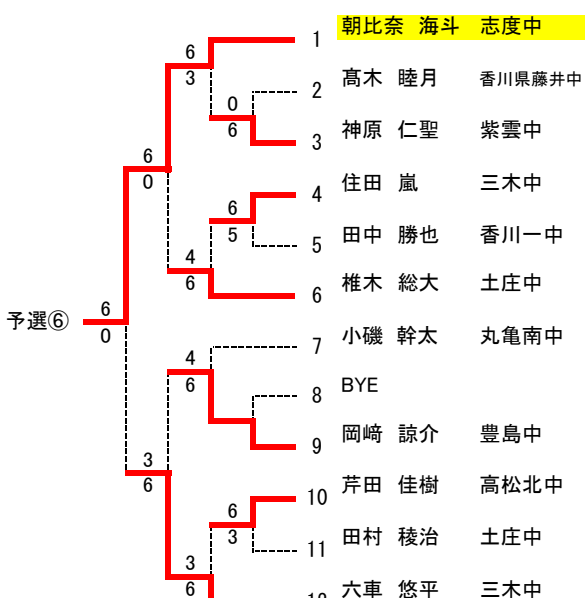 1 朝比奈 海斗 志度中
6
3
2 髙木 睦月 香川県藤井中
0
6
3 神原 仁聖 紫雲中
6
0
4 住田 嵐 三木中
6
5
5 田中 勝也 香川一中
4
6
6 椎木 総大 土庄中
予選⑥
6
0
7 小磯 幹太 丸亀南中
4
6
8 BYE
9 岡﨑 諒介 豊島中
3
6
10 芹田 佳樹 高松北中
6
3
11 田村 稜治 土庄中
3
6
六車 悠平 三木中